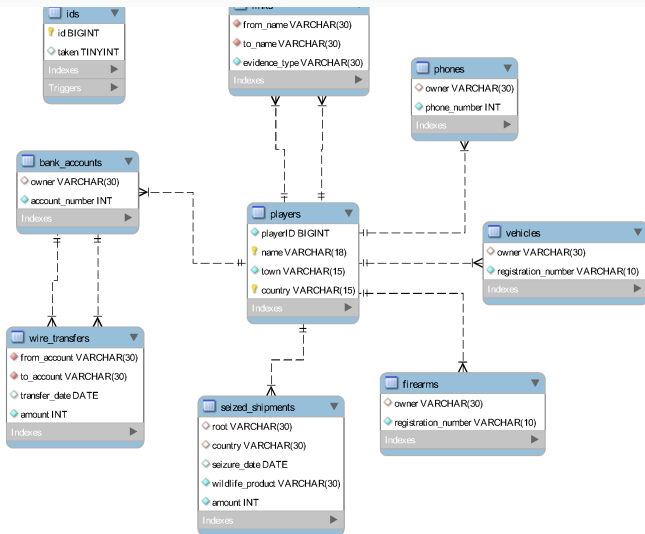 ids
id BIGINT
taken TINYINT
Indexes
Triggers
links
from_name VARCHAR(30)
to_name VARCHAR(30)
evidence_type VARCHAR(30)
Indexes
phones
owner VARCHAR(30)
phone_number INT
Indexes
bank_accounts
owner VARCHAR(30)
account_number INT
Indexes
players
playerID BIGINT
name VARCHAR(18)
town VARCHAR(15)
country VARCHAR(15)
Indexes
vehicles
owner VARCHAR(30)
registration_number VARCHAR(10)
Indexes
wire_transfers
from_account VARCHAR(30)
to_account VARCHAR(30)
transfer_date DATE
amount INT
Indexes
seized_shipments
root VARCHAR(30)
country VARCHAR(30)
seizure_date DATE
wildlife_product VARCHAR(30)
amount INT
Indexes
firearms
owner VARCHAR(30)
registration_number VARCHAR(10)
Indexes